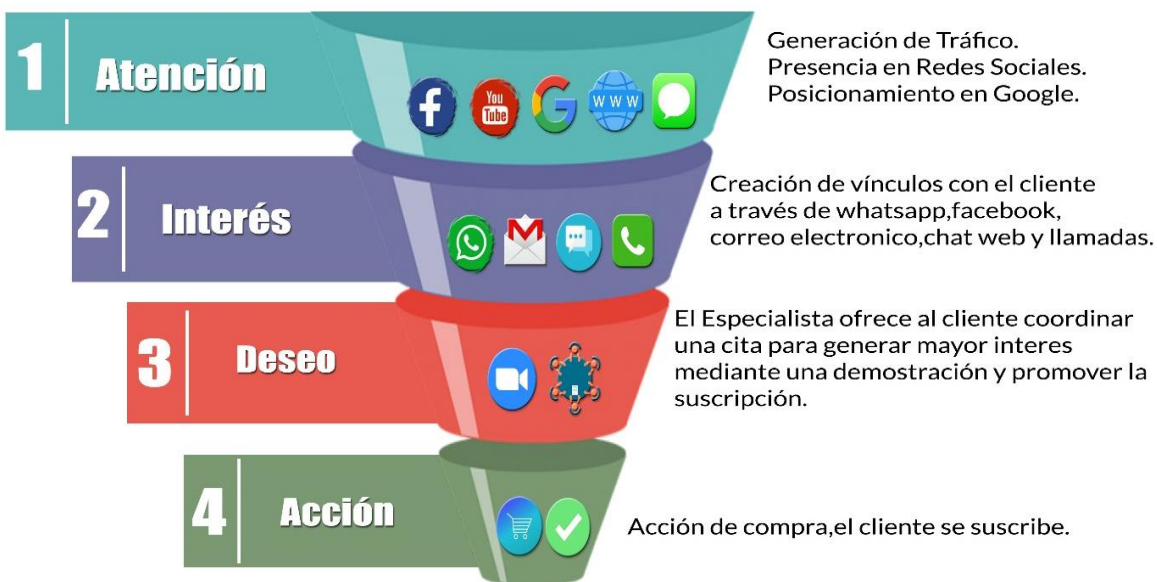 1
Atención
You
Tube
WWW
Generación de Tráfico.
Presencia en Redes Sociales.
Posicionamiento en Google.
2
Interés
Creación de vínculos con el cliente
a través de whatsapp,facebook,
correo electronico,chat web y llamadas.
3
Deseo
El Especialista ofrece al cliente coordinar
una cita para generar mayor interes
mediante una demostración y promover la
suscripción.
4
Acción
Acción de compra,el cliente se suscribe.